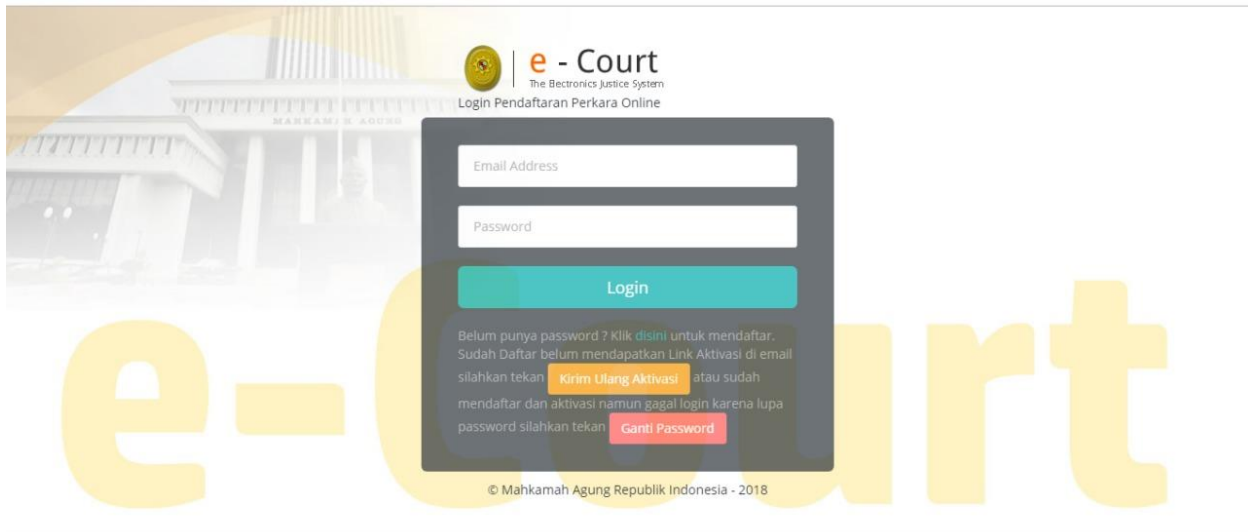 MAHKAMAH AGUNG
e - Court
The Electronics Justice System
Login Pendaftaran Perkara Online
Email Address
Password
Login
Belum punya password ? Klik disini untuk mendaftar.
Sudah Daftar belum mendapatkan Link Aktivasi di email
silahkan tekan Kirim Ulang Aktivasi atau sudah
mendaftar dan aktivasi namun gagal login karena lupa
password silahkan tekan Ganti Password
© Mahkamah Agung Republik Indonesia - 2018
e-Court